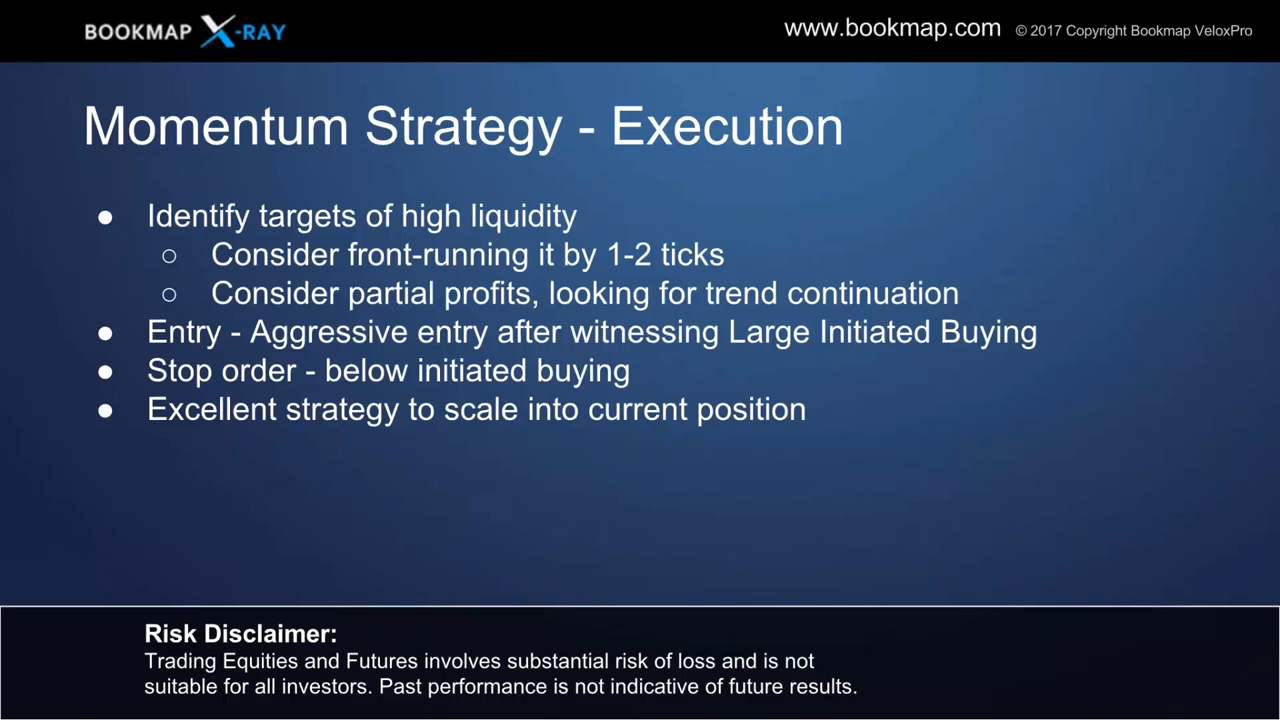 BOOKMAP X-RAY
www.bookmap.com © 2017 Copyright Bookmap VeloxPro
Momentum Strategy - Execution
● Identify targets of high liquidity
○ Consider front-running it by 1-2 ticks
○ Consider partial profits, looking for trend continuation
● Entry - Aggressive entry after witnessing Large Initiated Buying
● Stop order - below initiated buying
● Excellent strategy to scale into current position
Risk Disclaimer:
Trading Equities and Futures involves substantial risk of loss and is not
suitable for all investors. Past performance is not indicative of future results.